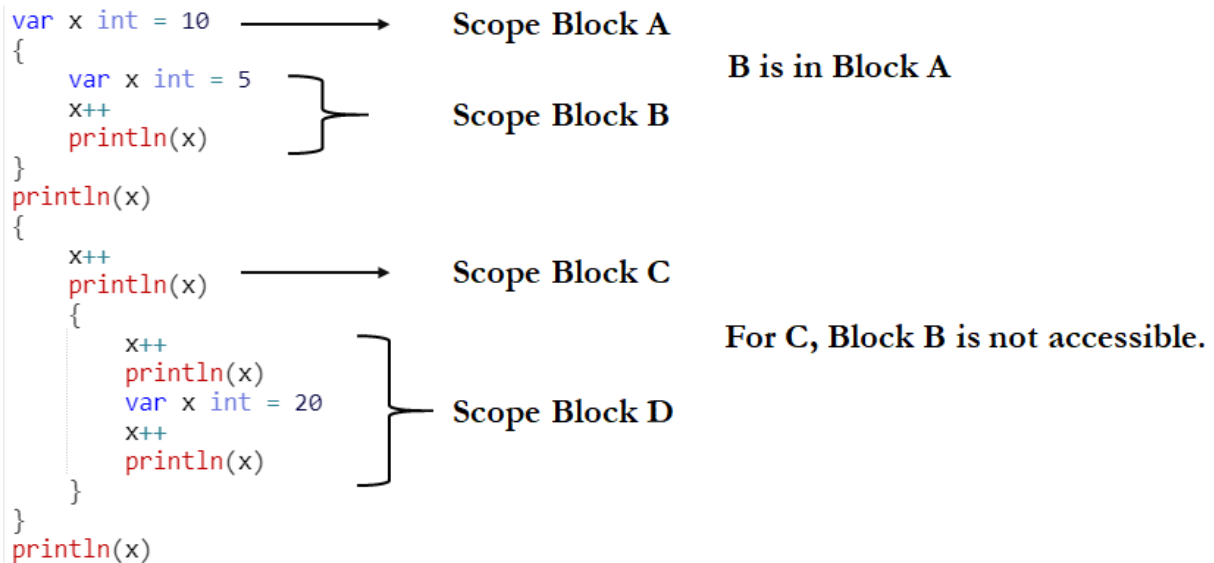 var x int = 10
Scope Block A
{
B is in Block A
var x int = 5
x++
Scope Block B
println(x)
}
println(x)
{
x++
println(x)
Scope Block C
{
x++
For C, Block B is not accessible.
println(x)
var x int = 20
Scope Block D
x++
println(x)
}
}
println(x)